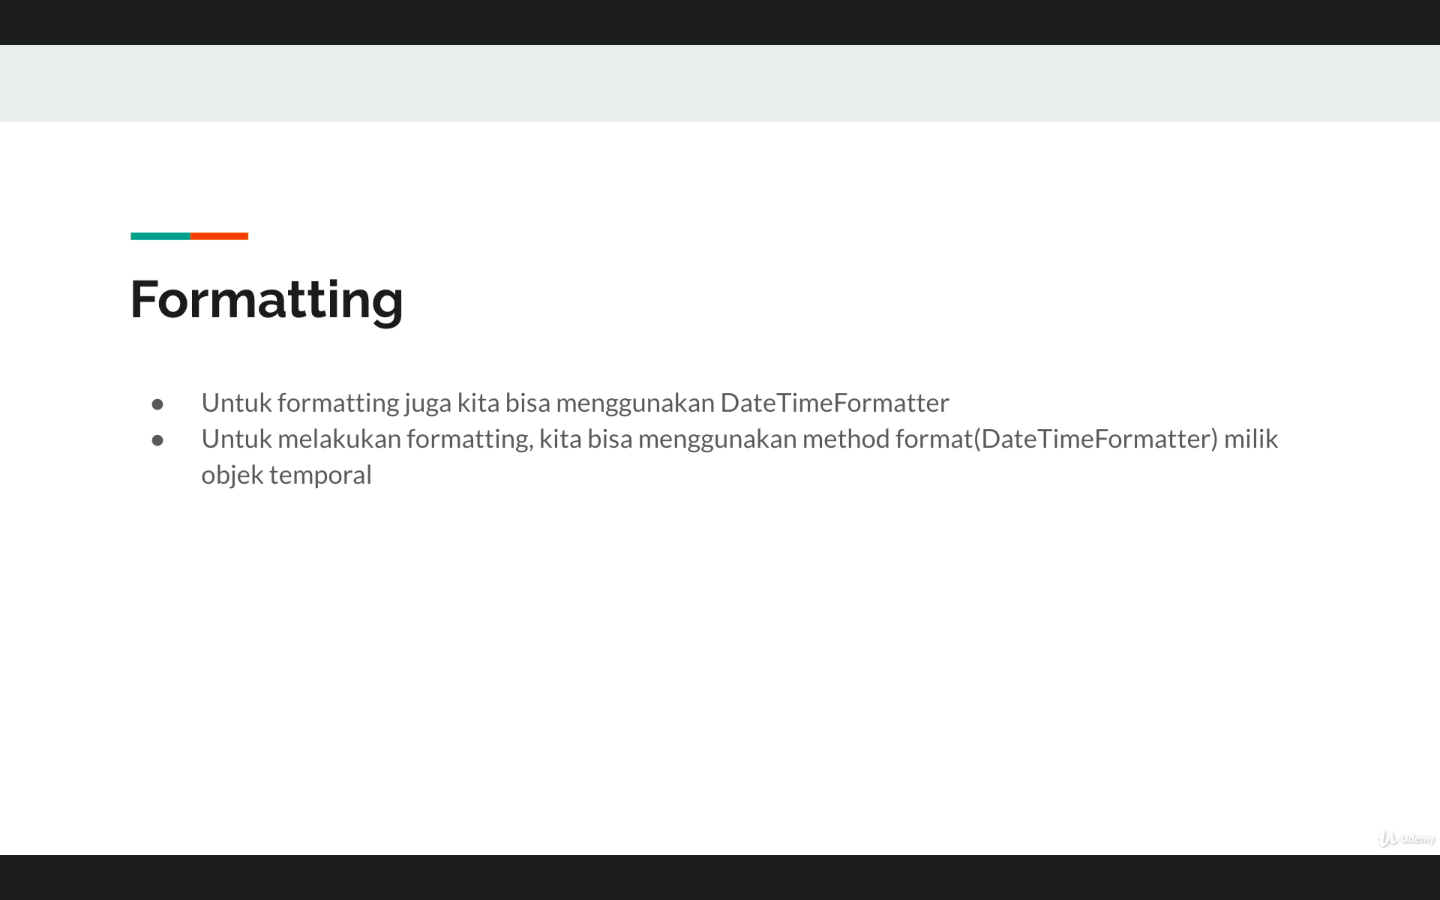 Formatting
● Untuk formatting juga kita bisa menggunakan DateTimeFormatter
● Untuk melakukan formatting, kita bisa menggunakan method format(DateTimeFormatter) milik
objek temporal
Udemy